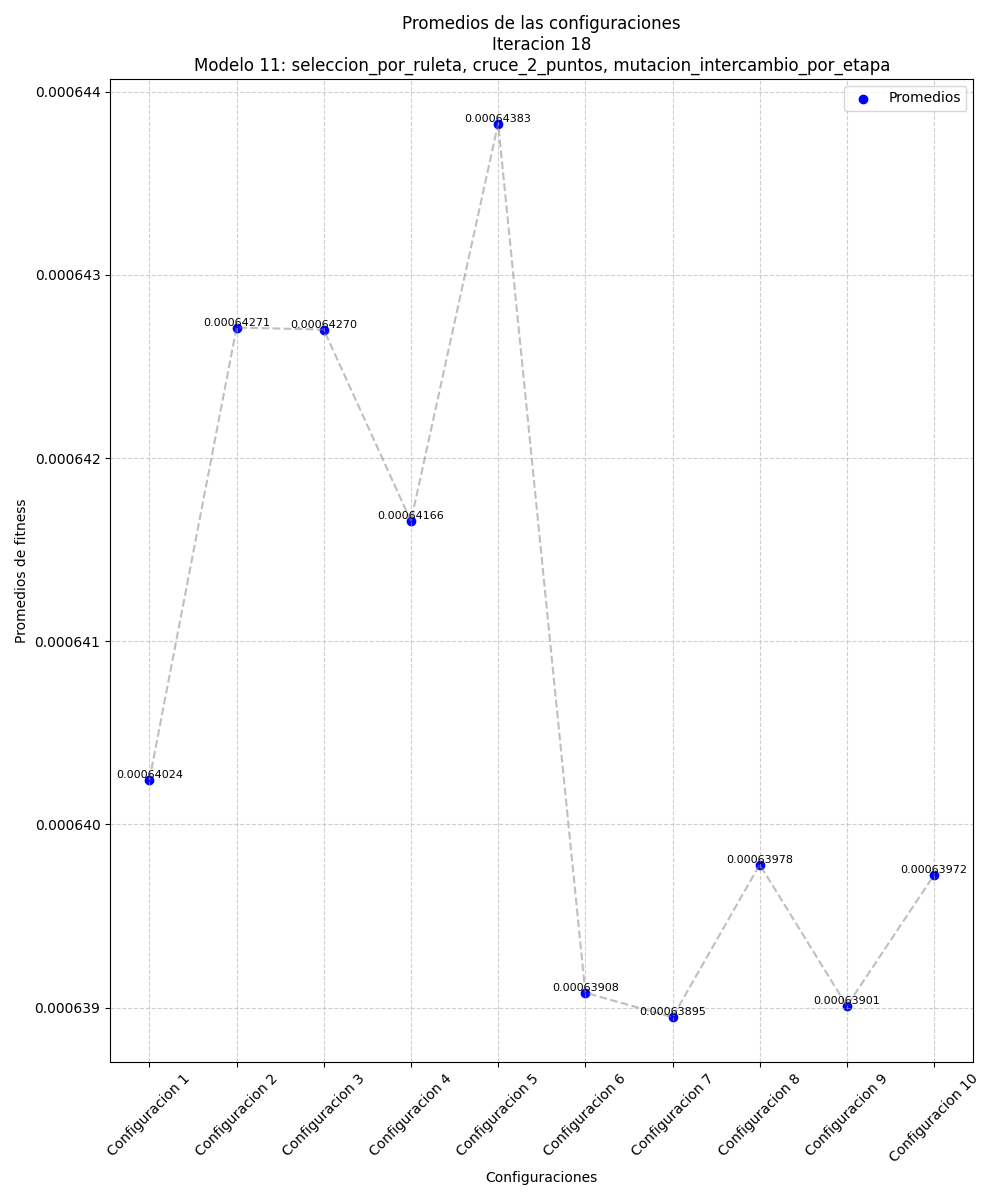 Promedios de las configuraciones
Iteracion 18
Modelo 11: seleccion_por_ruleta, cruce_2_puntos, mutacion_intercambio_por_etapa
Promedios
0.000644
0.000643
0.000642
0.000641
0.000640
0.000639
Promedios de fitness
0.00064024
0.00064271
0.00064270
0.00064166
0.00064383
0.00063908
0.00063895
0.00063978
0.00063901
0.00063972
Configuracion 1
Configuracion 2
Configuracion 3
Configuracion 4
Configuracion 5
Configuracion 6
Configuracion 7
Configuracion 8
Configuracion 9
Configuracion 10
Configuraciones